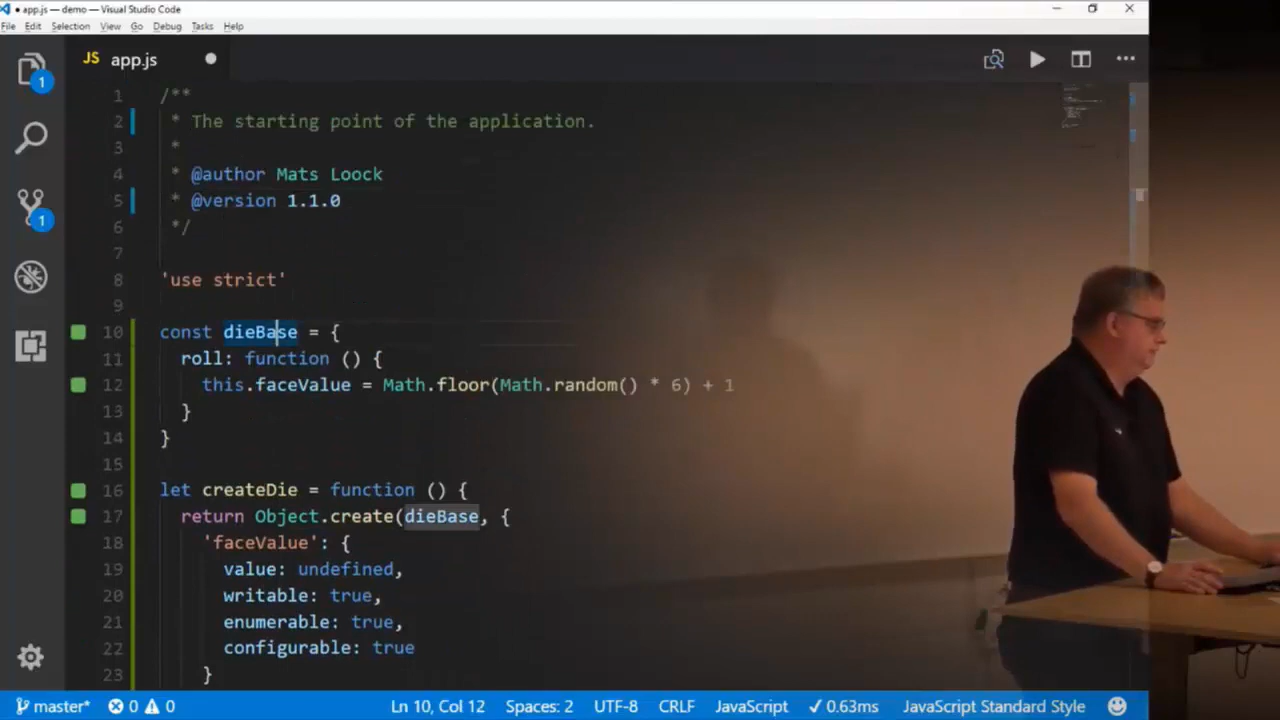 ● app.js — demo — Visual Studio Code
File Edit Selection View Go Debug Tasks Help
JS app.js
1 /**
2 * The starting point of the application.
3 *
4 * @author Mats Loock
5 * @version 1.1.0
6 */
7
8 'use strict'
9
10 const dieBase = {
11 roll: function () {
12 this.faceValue = Math.floor(Math.random() * 6) + 1
13 }
14 }
15
16 let createDie = function () {
17 return Object.create(dieBase, {
18 'faceValue': {
19 value: undefined,
20 writable: true,
21 enumerable: true,
22 configurable: true
23 }
1
1
master* 0 0 Ln 10, Col 12 Spaces: 2 UTF-8 CRLF JavaScript ✓ 0.63ms JavaScript Standard Style